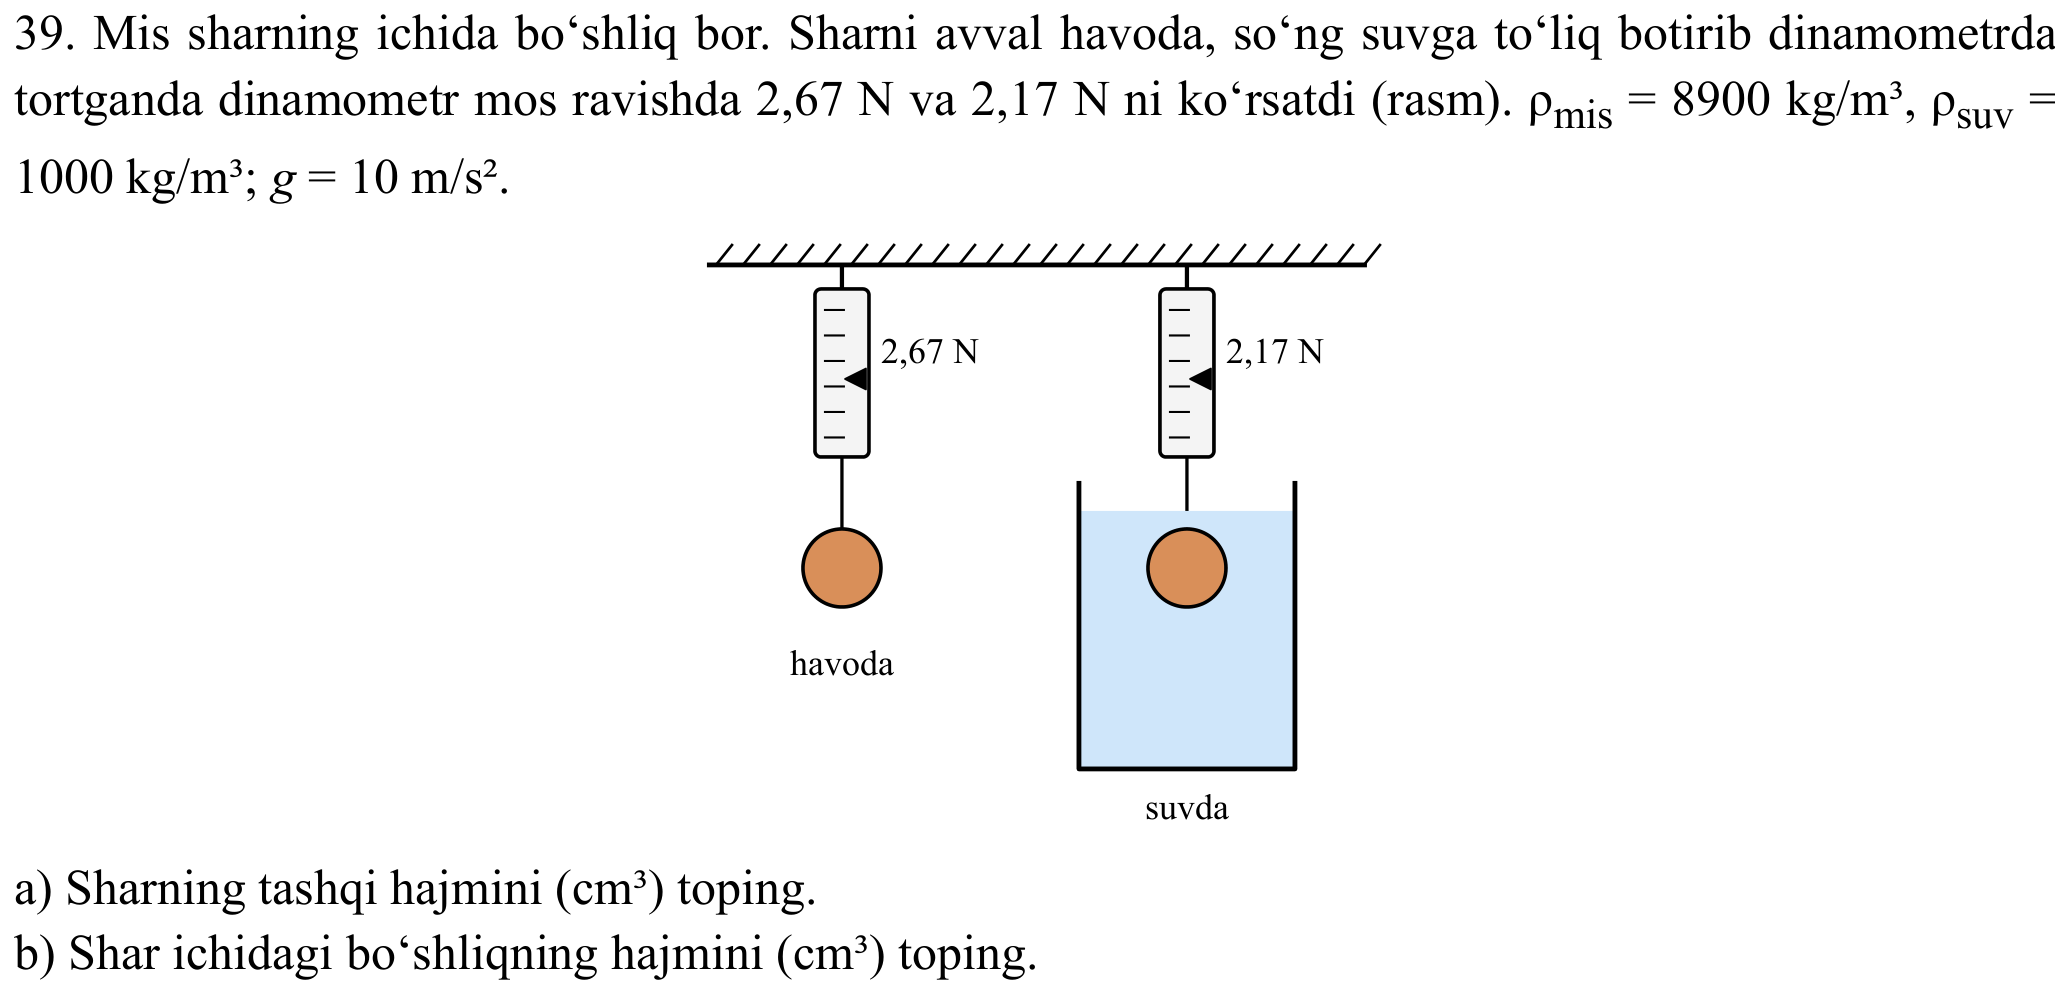 39. Mis sharning ichida bo‘shliq bor. Sharni avval havoda, so‘ng suvga to‘liq botirib dinamometrda
tortganda dinamometr mos ravishda 2,67 N va 2,17 N ni ko‘rsatdi (rasm). ρmis = 8900 kg/m³, ρsuv =
1000 kg/m³; g = 10 m/s².
2,67 N
2,17 N
havoda
suvda
a) Sharning tashqi hajmini (cm³) toping.
b) Shar ichidagi bo‘shliqning hajmini (cm³) toping.